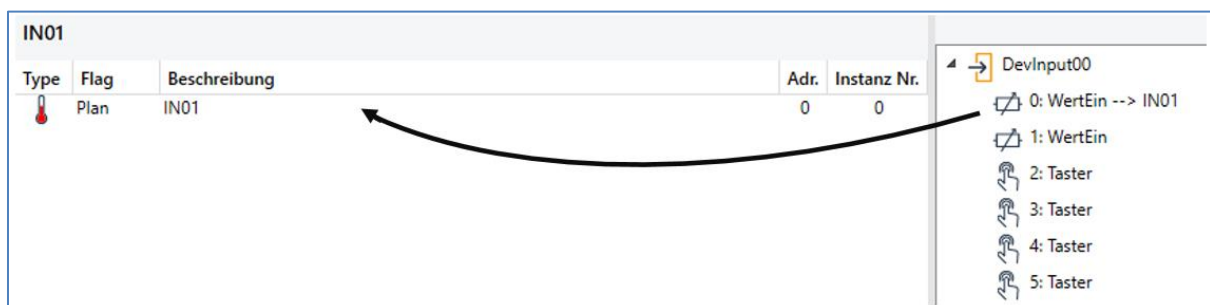 IN01
Type Flag Beschreibung Adr. Instanz Nr.
Plan IN01 0 0
DevInput00
0: WertEin --> IN01
1: WertEin
2: Taster
3: Taster
4: Taster
5: Taster